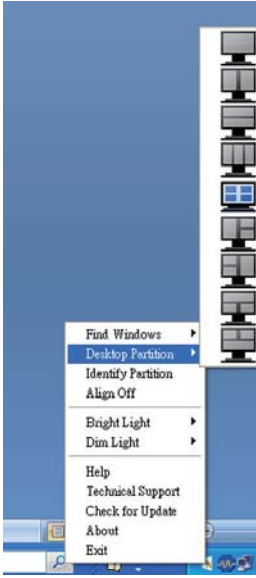 Find Windows
Desktop Partition
Identify Partition
Align Off
Bright Light
Dim Light
Help
Technical Support
Check for Update
About
Exit